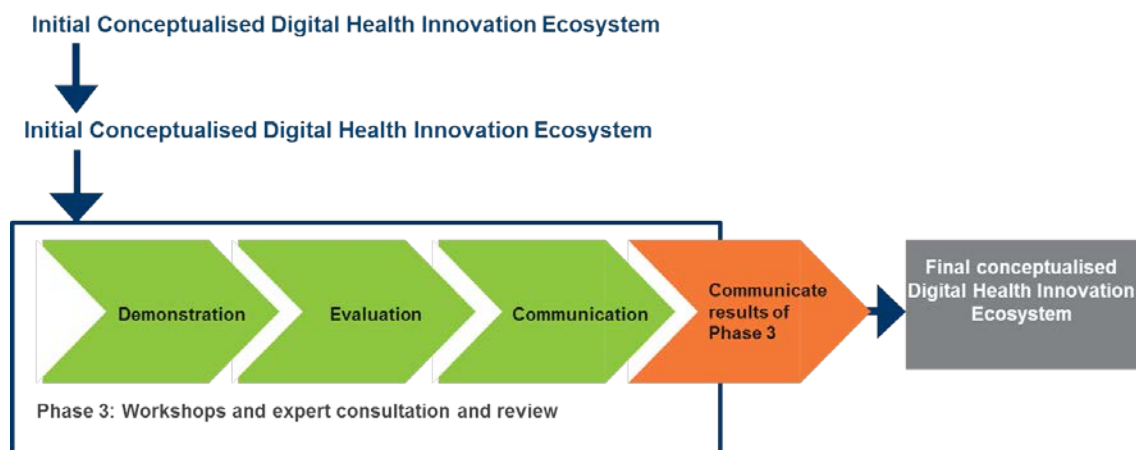 Initial Conceptualised Digital Health Innovation Ecosystem
Initial Conceptualised Digital Health Innovation Ecosystem
Demonstration
Evaluation
Communication
Communicate
results of
Phase 3
Final conceptualised
Digital Health Innovation
Ecosystem
Phase 3: Workshops and expert consultation and review